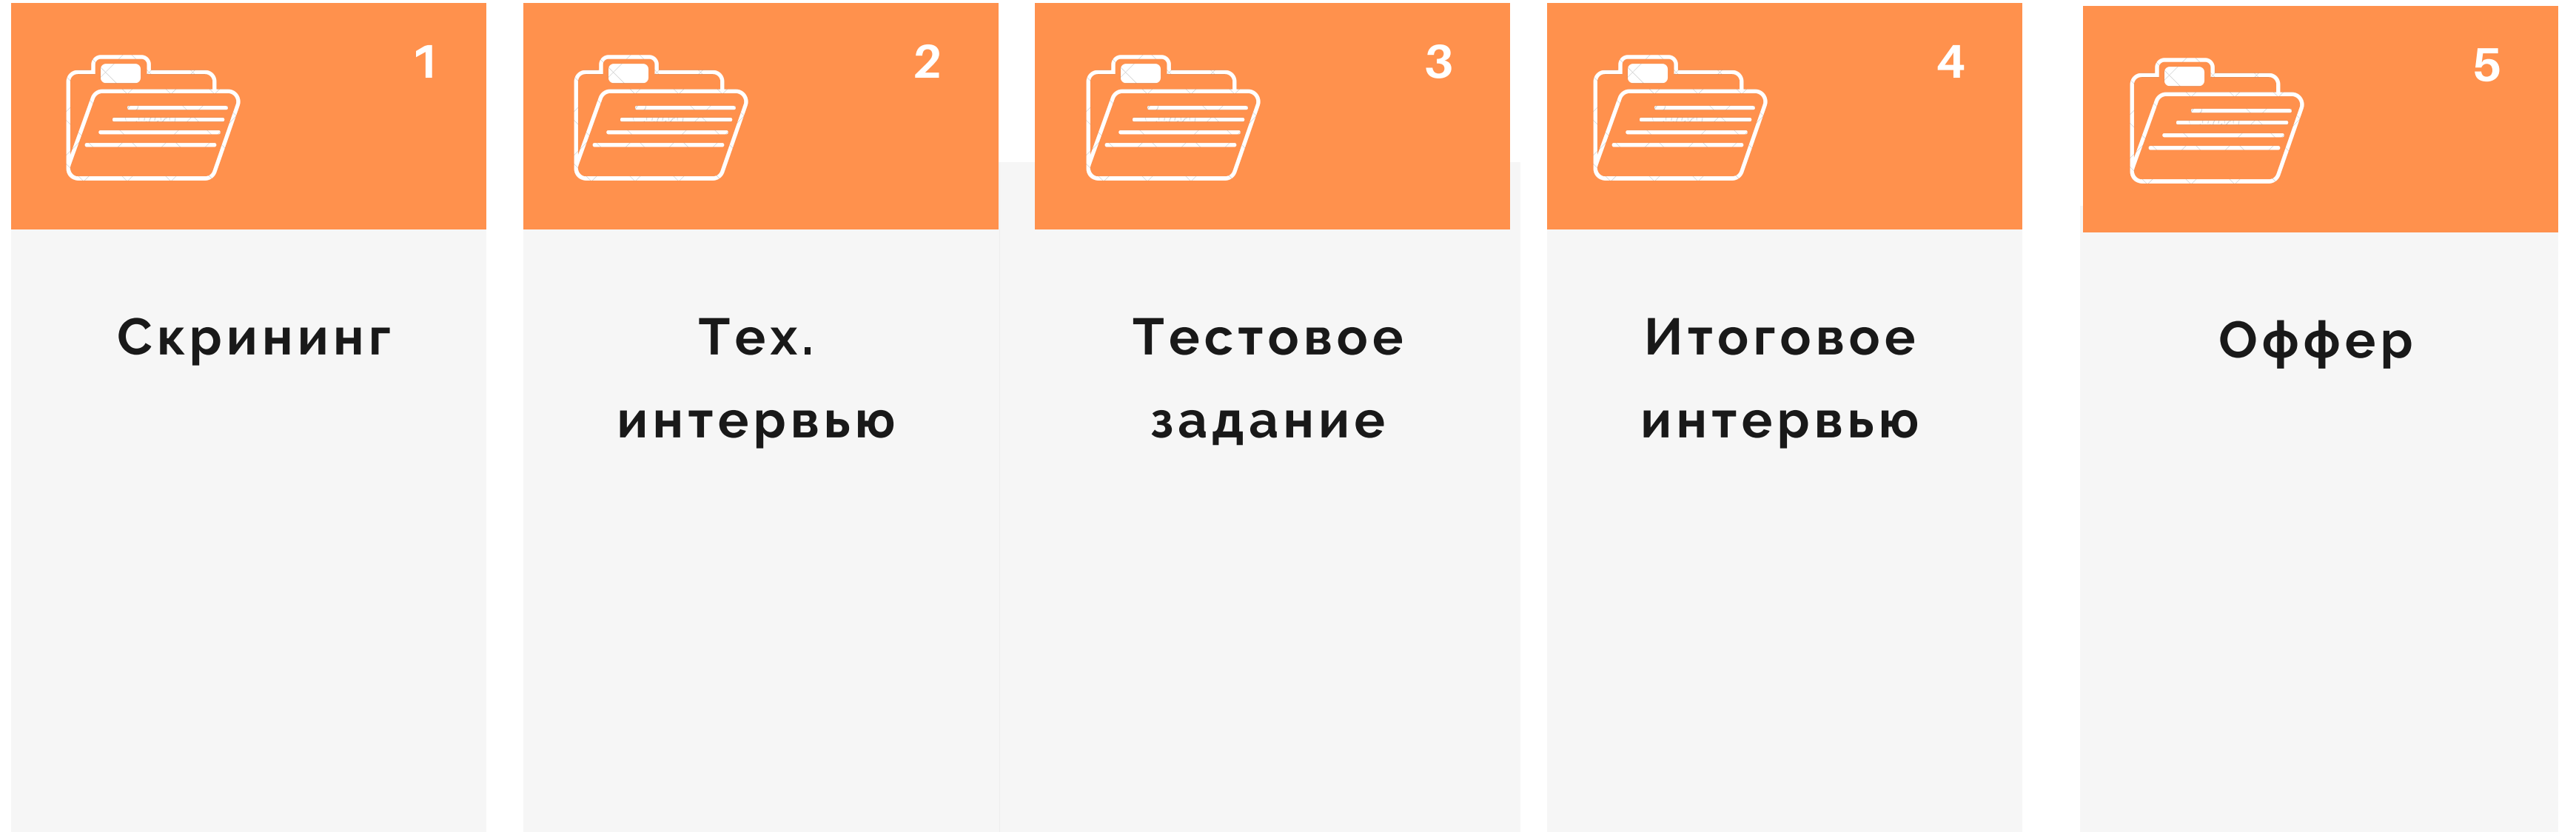 1
Скрининг
2
Тех.
интервью
3
Тестовое
задание
4
Итоговое
интервью
5
Оффер